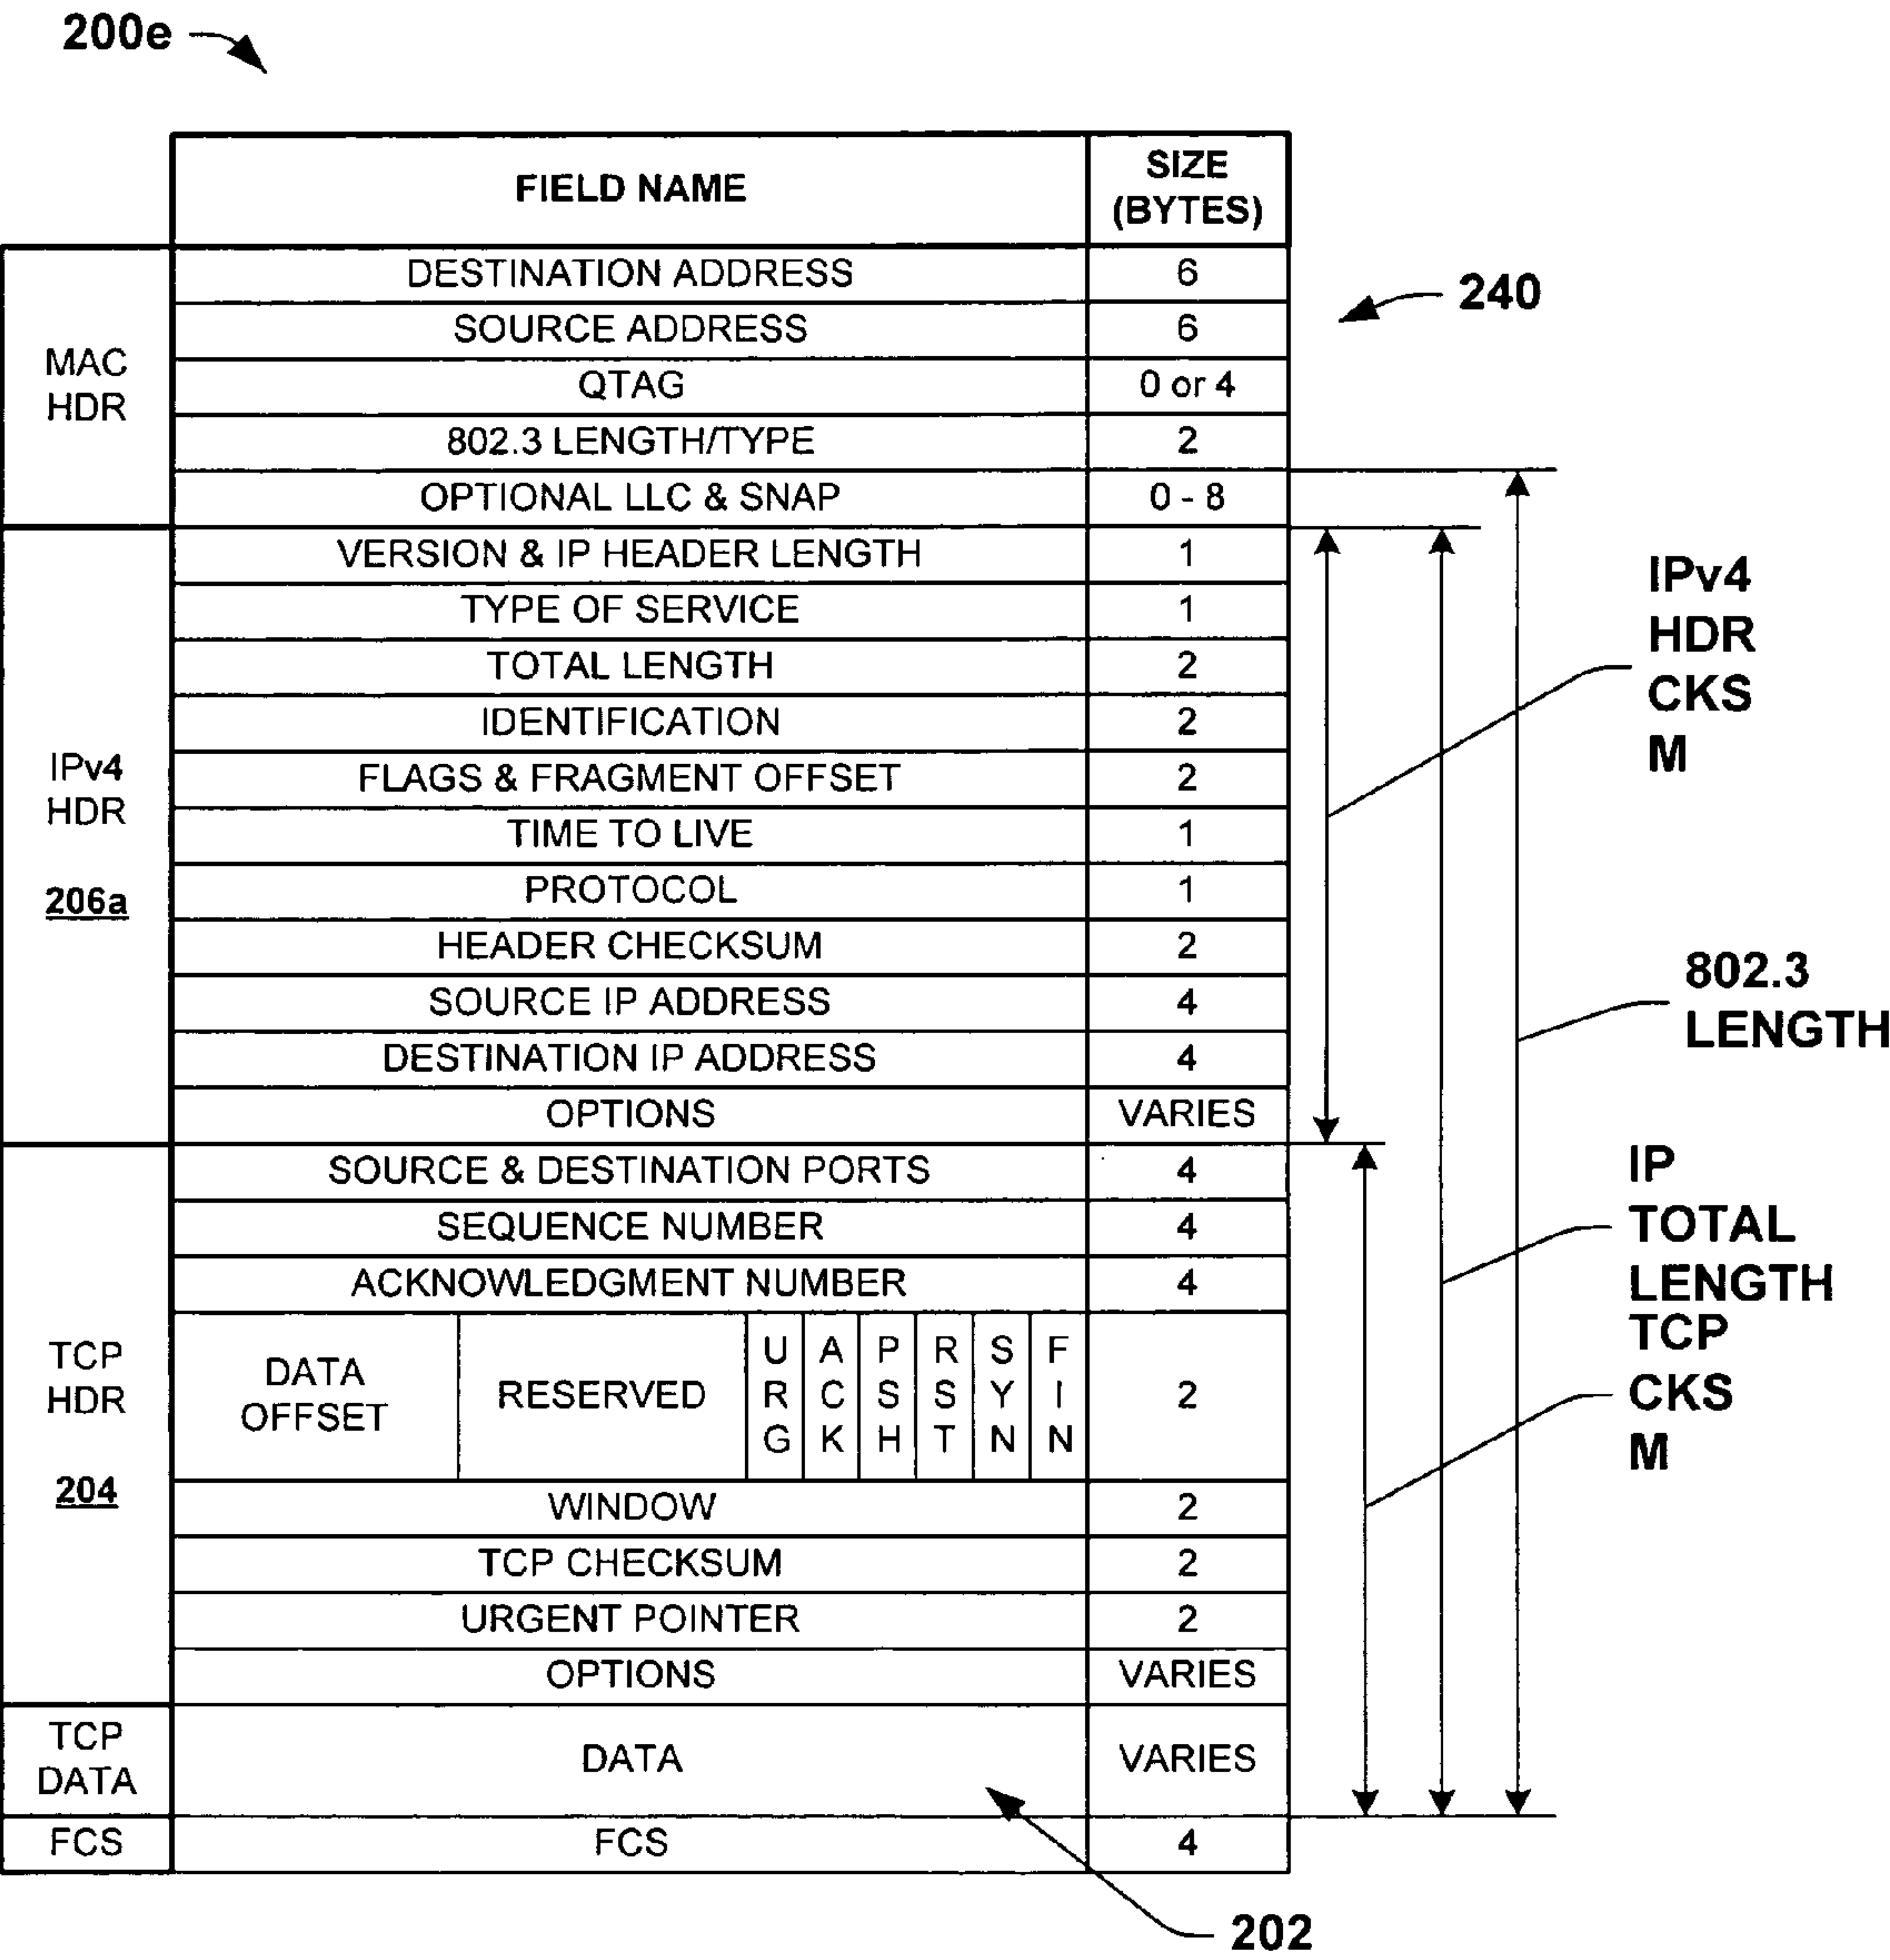 200e
FIELD NAME SIZE (BYTES)
MAC HDR
DESTINATION ADDRESS 6
SOURCE ADDRESS 6
QTAG 0 or 4
802.3 LENGTH/TYPE 2
OPTIONAL LLC & SNAP 0 - 8
240
IPv4 HDR
206a
VERSION & IP HEADER LENGTH 1
TYPE OF SERVICE 1
TOTAL LENGTH 2
IDENTIFICATION 2
FLAGS & FRAGMENT OFFSET 2
TIME TO LIVE 1
PROTOCOL 1
HEADER CHECKSUM 2
SOURCE IP ADDRESS 4
DESTINATION IP ADDRESS 4
OPTIONS VARIES
TCP HDR
204
SOURCE & DESTINATION PORTS 4
SEQUENCE NUMBER 4
ACKNOWLEDGMENT NUMBER 4
DATA OFFSET RESERVED URG ACK PSH RST SYN FIN 2
WINDOW 2
TCP CHECKSUM 2
URGENT POINTER 2
OPTIONS VARIES
TCP DATA
DATA VARIES
FCS FCS 4
202
IPv4
HDR
CKS
M
802.3
LENGTH
IP
TOTAL
LENGTH
TCP
CKS
M